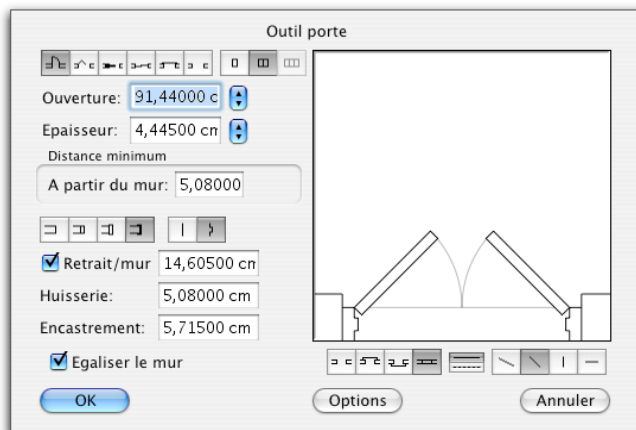 Outil porte
Ouverture: 91,44000 c
Epaisseur: 4,44500 cm
Distance minimum
A partir du mur: 5,08000
Retrait/mur 14,60500 cm
Huisserie: 5,08000 cm
Encastrement: 5,71500 cm
Egaliser le mur
OK
Options
Annuler